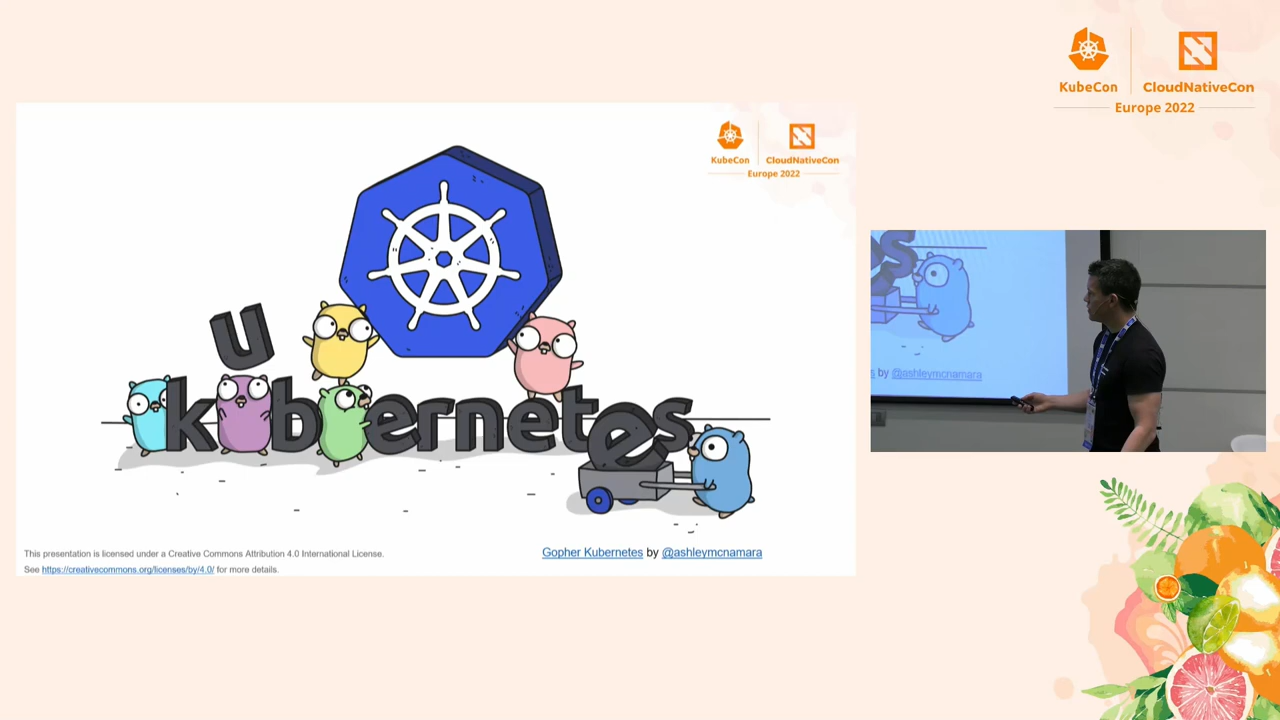 KubeCon
CloudNativeCon
Europe 2022
KubeCon
CloudNativeCon
Europe 2022
u
kubernetes
This presentation is licensed under a Creative Commons Attribution 4.0 International License.
See https://creativecommons.org/licenses/by/4.0/ for more details.
Gopher Kubernetes by @ashleymcnamara
s by @ashleymcnamara